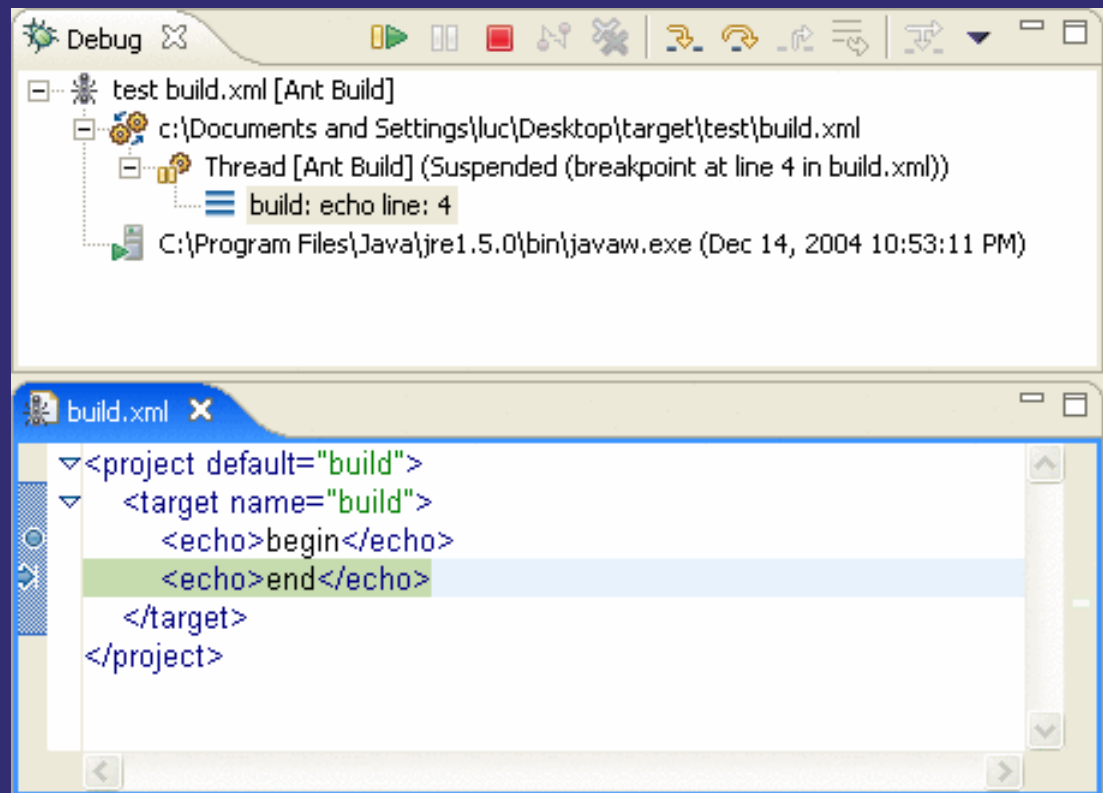 Debug
test build.xml [Ant Build]
c:\Documents and Settings\luc\Desktop\target\test\build.xml
Thread [Ant Build] (Suspended (breakpoint at line 4 in build.xml))
build: echo line: 4
C:\Program Files\Java\jre1.5.0\bin\javaw.exe (Dec 14, 2004 10:53:11 PM)
build.xml
<project default="build">
<target name="build">
<echo>begin</echo>
<echo>end</echo>
</target>
</project>